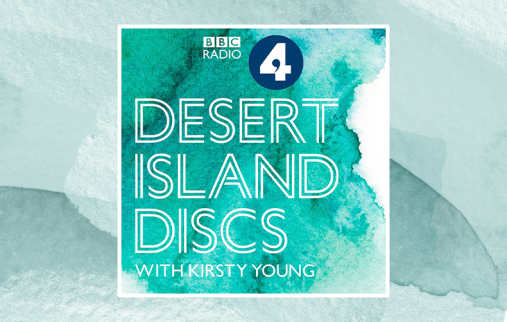 BBC
RADIO 4
DESERT
ISLAND
DISCS
WITH KIRSTY YOUNG